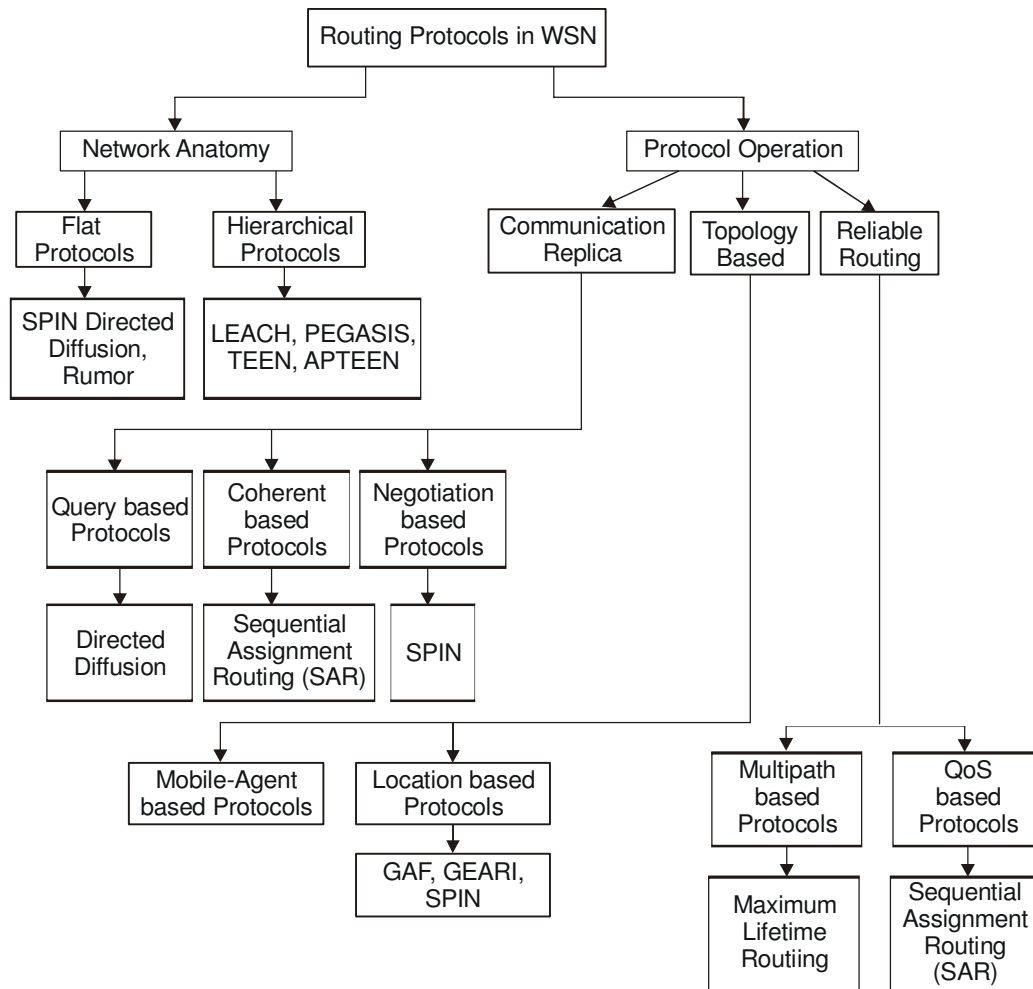 Routing Protocols in WSN
Network Anatomy
Protocol Operation
Flat
Protocols
Hierarchical
Protocols
Communication
Replica
Topology
Based
Reliable
Routing
SPIN Directed
Diffusion,
Rumor
LEACH, PEGASIS,
TEEN, APTEEN
Query based
Protocols
Coherent
based
Protocols
Negotiation
based
Protocols
Directed
Diffusion
Sequential
Assignment
Routing (SAR)
SPIN
Mobile-Agent
based Protocols
Location based
Protocols
Multipath
based
Protocols
QoS
based
Protocols
GAF, GEARI,
SPIN
Maximum
Lifetime
Routiing
Sequential
Assignment
Routing
(SAR)